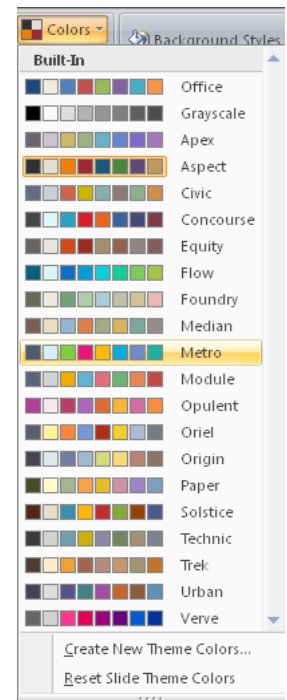 Colors
Background Styles
Built-In
Office
Grayscale
Apex
Aspect
Civic
Concourse
Equity
Flow
Foundry
Median
Metro
Module
Opulent
Oriel
Origin
Paper
Solstice
Technic
Trek
Urban
Verve
Create New Theme Colors...
Reset Slide Theme Colors